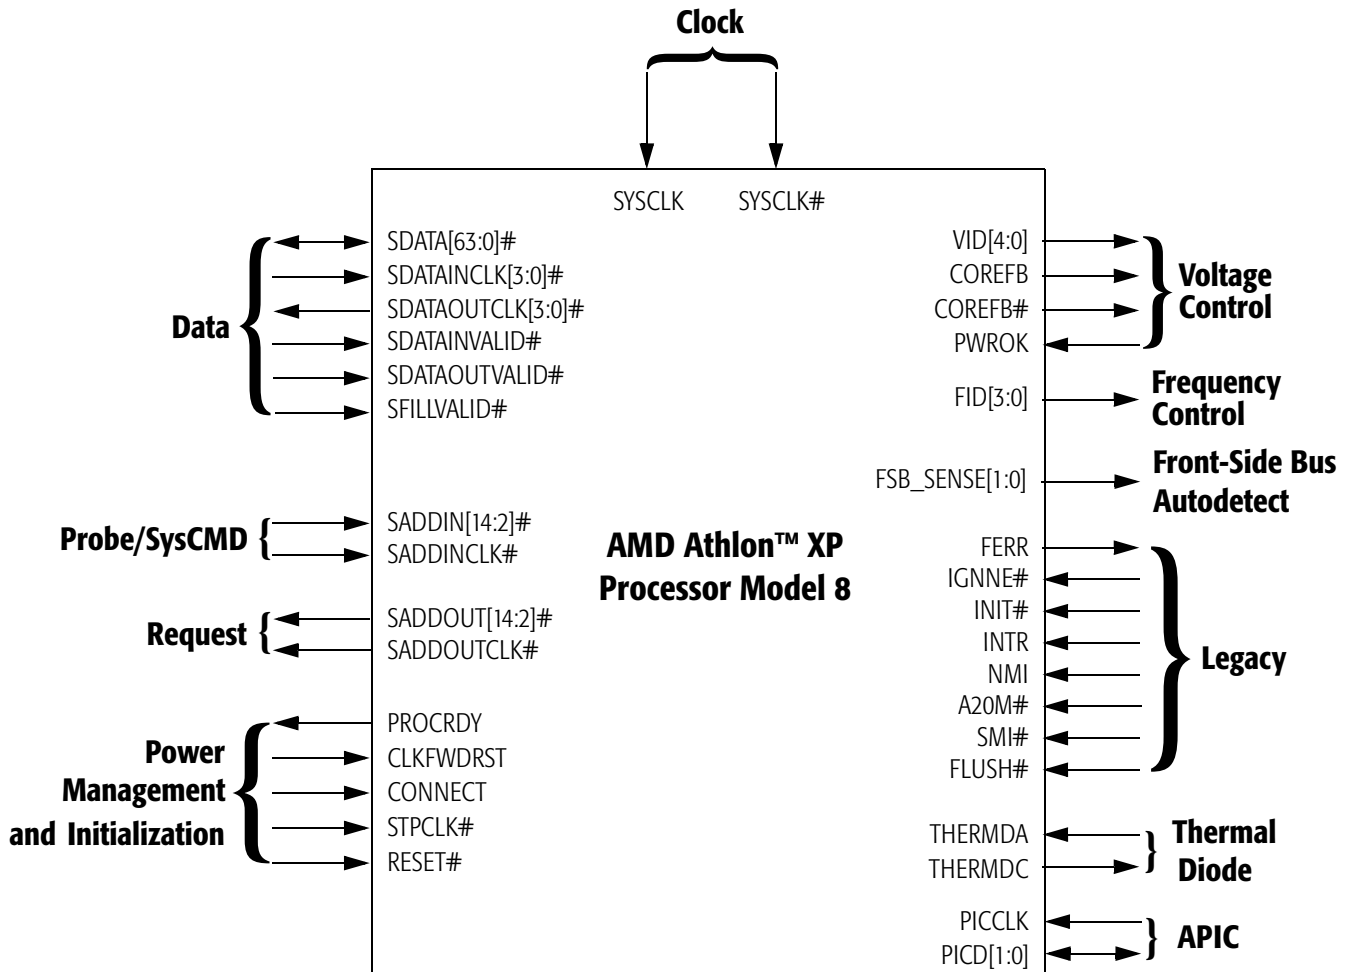 Clock
SYSCLK SYSCLK#
Data
SDATA[63:0]#
SDATAINCLK[3:0]#
SDATAOUTCLK[3:0]#
SDATAINVALID#
SDATAOUTVALID#
SFILLVALID#
Probe/SysCMD
SADDIN[14:2]#
SADDINCLK#
Request
SADDOUT[14:2]#
SADDOUTCLK#
Power
Management
and Initialization
PROCRDY
CLKFWDRST
CONNECT
STPCLK#
RESET#
AMD Athlon™ XP
Processor Model 8
VID[4:0]
COREFB
COREFB#
PWROK
Voltage
Control
FID[3:0]
Frequency
Control
FSB_SENSE[1:0]
Front-Side Bus
Autodetect
FERR
IGNNE#
INIT#
INTR
NMI
A20M#
SMI#
FLUSH#
Legacy
THERMDA
THERMDC
Thermal
Diode
PICCLK
PICD[1:0]
APIC